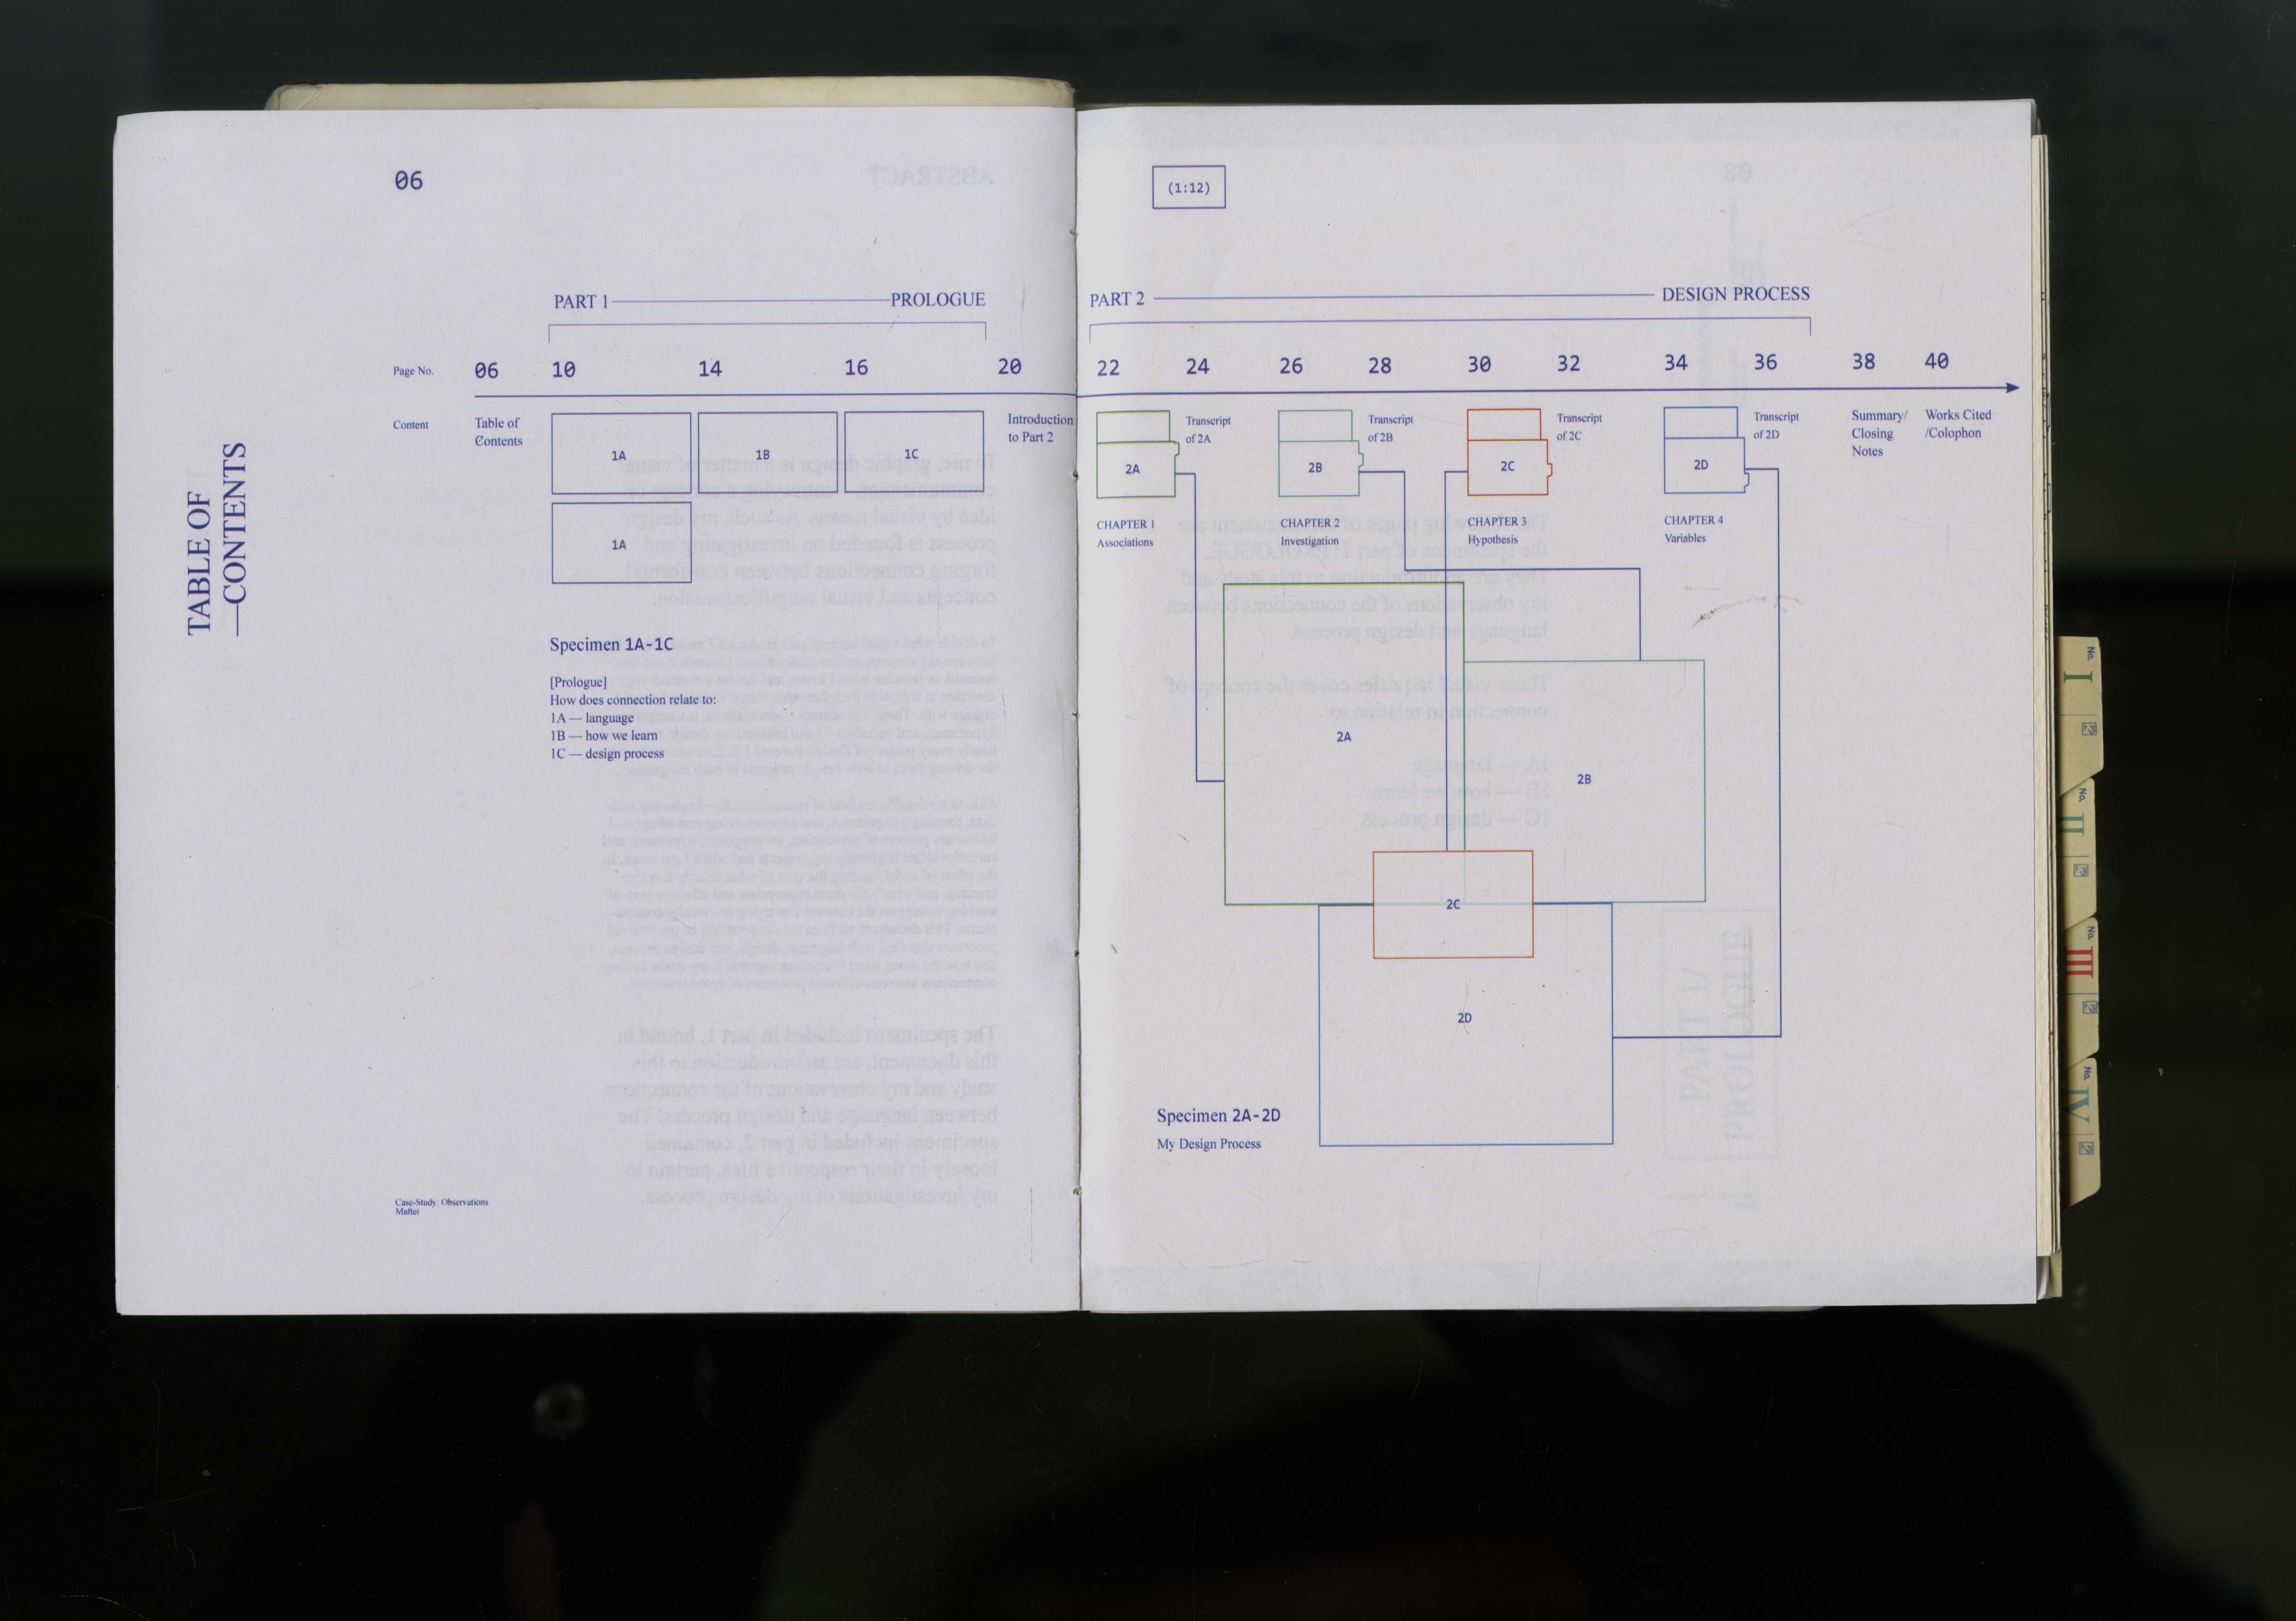 06
(1:12)
TABLE OF
—CONTENTS
PART 1 PROLOGUE
PART 2 DESIGN PROCESS
Page No. 06 10 14 16 20 22 24 26 28 30 32 34 36 38 40
Content
Table of
Contents
1A
1B
1C
1A
Introduction
to Part 2
2A
Transcript
of 2A
2B
Transcript
of 2B
2C
Transcript
of 2C
2D
Transcript
of 2D
Summary/
Closing
Notes
Works Cited
/Colophon
CHAPTER 1
Associations
CHAPTER 2
Investigation
CHAPTER 3
Hypothesis
CHAPTER 4
Variables
Specimen 1A-1C
[Prologue]
How does connection relate to:
1A — language
1B — how we learn
1C — design process
2A
2B
2C
2D
Specimen 2A-2D
My Design Process
Case-Study: Observations
Maftei
No. I
No. II
No. III
No. IV